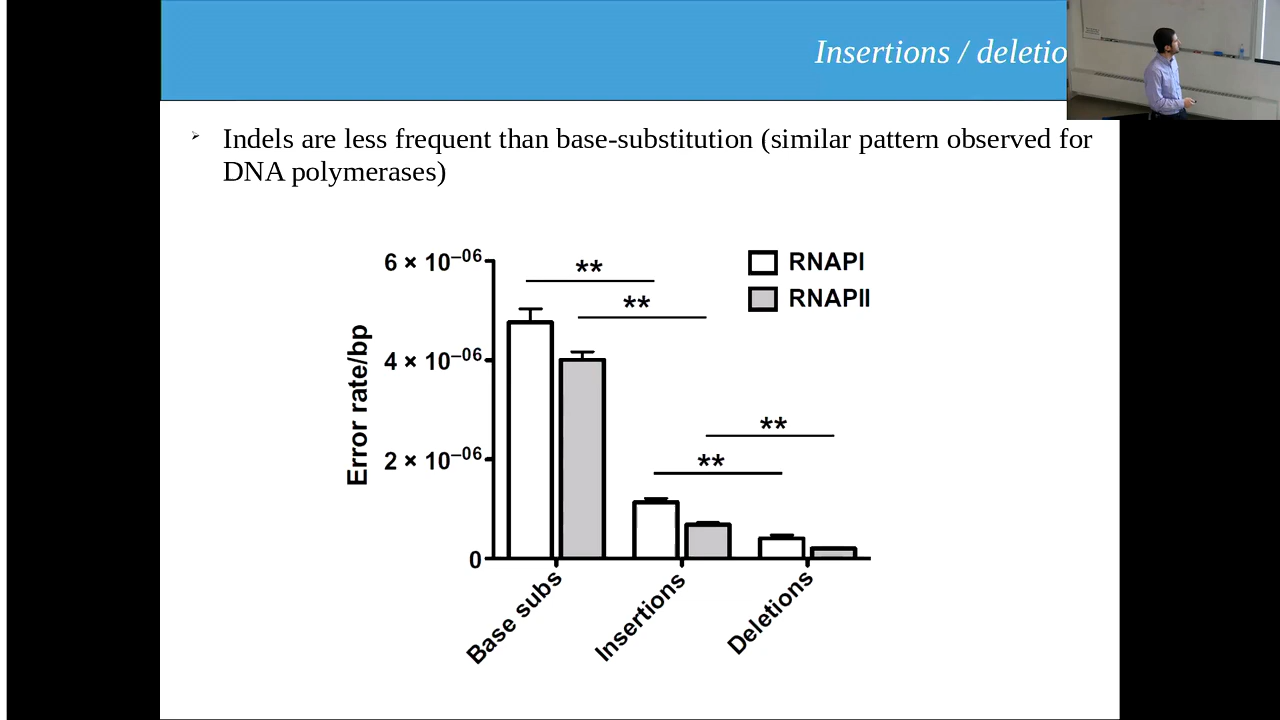 Insertions / deletio
➢ Indels are less frequent than base-substitution (similar pattern observed for
DNA polymerases)
6 × 10⁻⁰⁶
4 × 10⁻⁰⁶
2 × 10⁻⁰⁶
0
Error rate/bp
**
**
**
**
RNAPI
RNAPII
Base subs
Insertions
Deletions